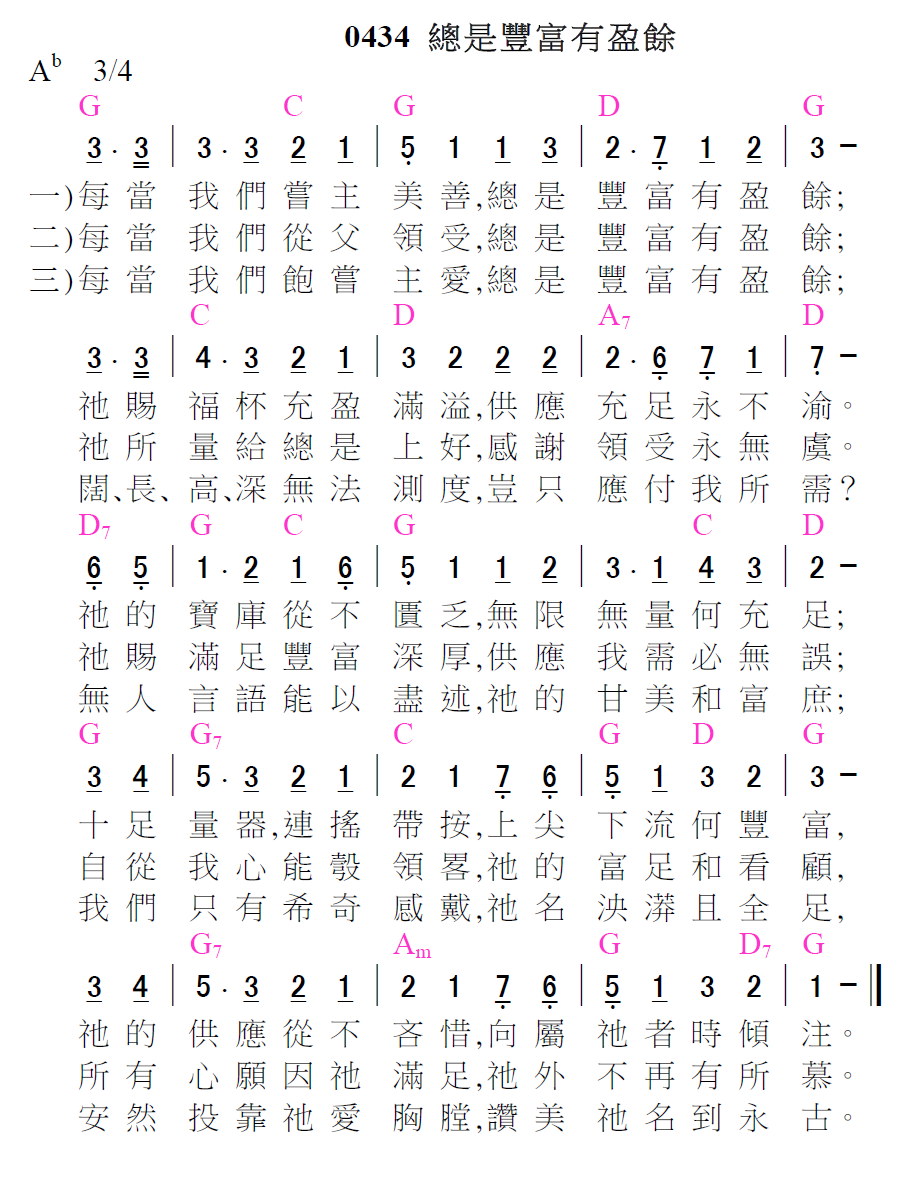 0434 總是豐富有盈餘
A♭ 3/4
G C G D G
3 . 3 | 3 . 3 2 1 | 5 1 1 3 | 2 . 7 1 2 | 3 –
一)每當 我們嘗主 美善,總是 豐富有盈 餘;
二)每當 我們從父 領受,總是 豐富有盈 餘;
三)每當 我們飽嘗 主愛,總是 豐富有盈 餘;
C D A7 D
3 . 3 | 4 . 3 2 1 | 3 2 2 2 | 2 . 6 7 1 | 7 –
祂賜 福杯充盈 滿溢,供應 充足永不 渝。
祂所 量給總是 上好,感謝 領受永無 虞。
闊、長、高、深無法 測度,豈只 應付我所 需?
D7 G C G C D
6 5 | 1 . 2 1 6 | 5 1 1 2 | 3 . 1 4 3 | 2 –
祂的 寶庫從不 匱乏,無限 無量何充 足;
祂賜 滿足豐富 深厚,供應 我需必無 誤;
無人 言語能以 盡述,祂的 甘美和富 庶;
G G7 C G D G
3 4 | 5 . 3 2 1 | 2 1 7 6 | 5 1 3 2 | 3 –
十足 量器,連搖 帶按,上尖 下流何豐 富,
自從 我心能彀 領畧,祂的 富足和看 顧,
我們 只有希奇 感戴,祂名 泱漭且全 足,
G7 Am G D7 G
3 4 | 5 . 3 2 1 | 2 1 7 6 | 5 1 3 2 | 1 –
祂的 供應從不 吝惜,向屬 祂者時傾 注。
所有 心願因祂 滿足,祂外 不再有所 慕。
安然 投靠祂愛 胸膛,讚美 祂名到永 古。